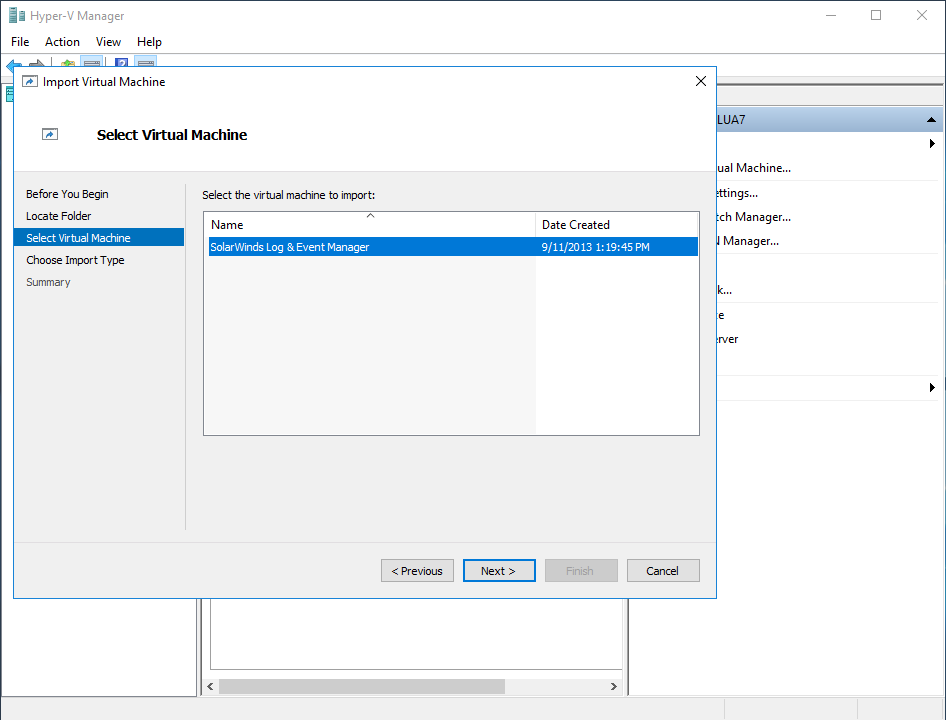 Hyper-V Manager
File Action View Help
Import Virtual Machine
Select Virtual Machine
Before You Begin
Locate Folder
Select Virtual Machine
Choose Import Type
Summary
Select the virtual machine to import:
Name Date Created
SolarWinds Log & Event Manager 9/11/2013 1:19:45 PM
< Previous Next > Finish Cancel
LUA7
ual Machine...
ettings...
tch Manager...
N Manager...
k...
e
rver